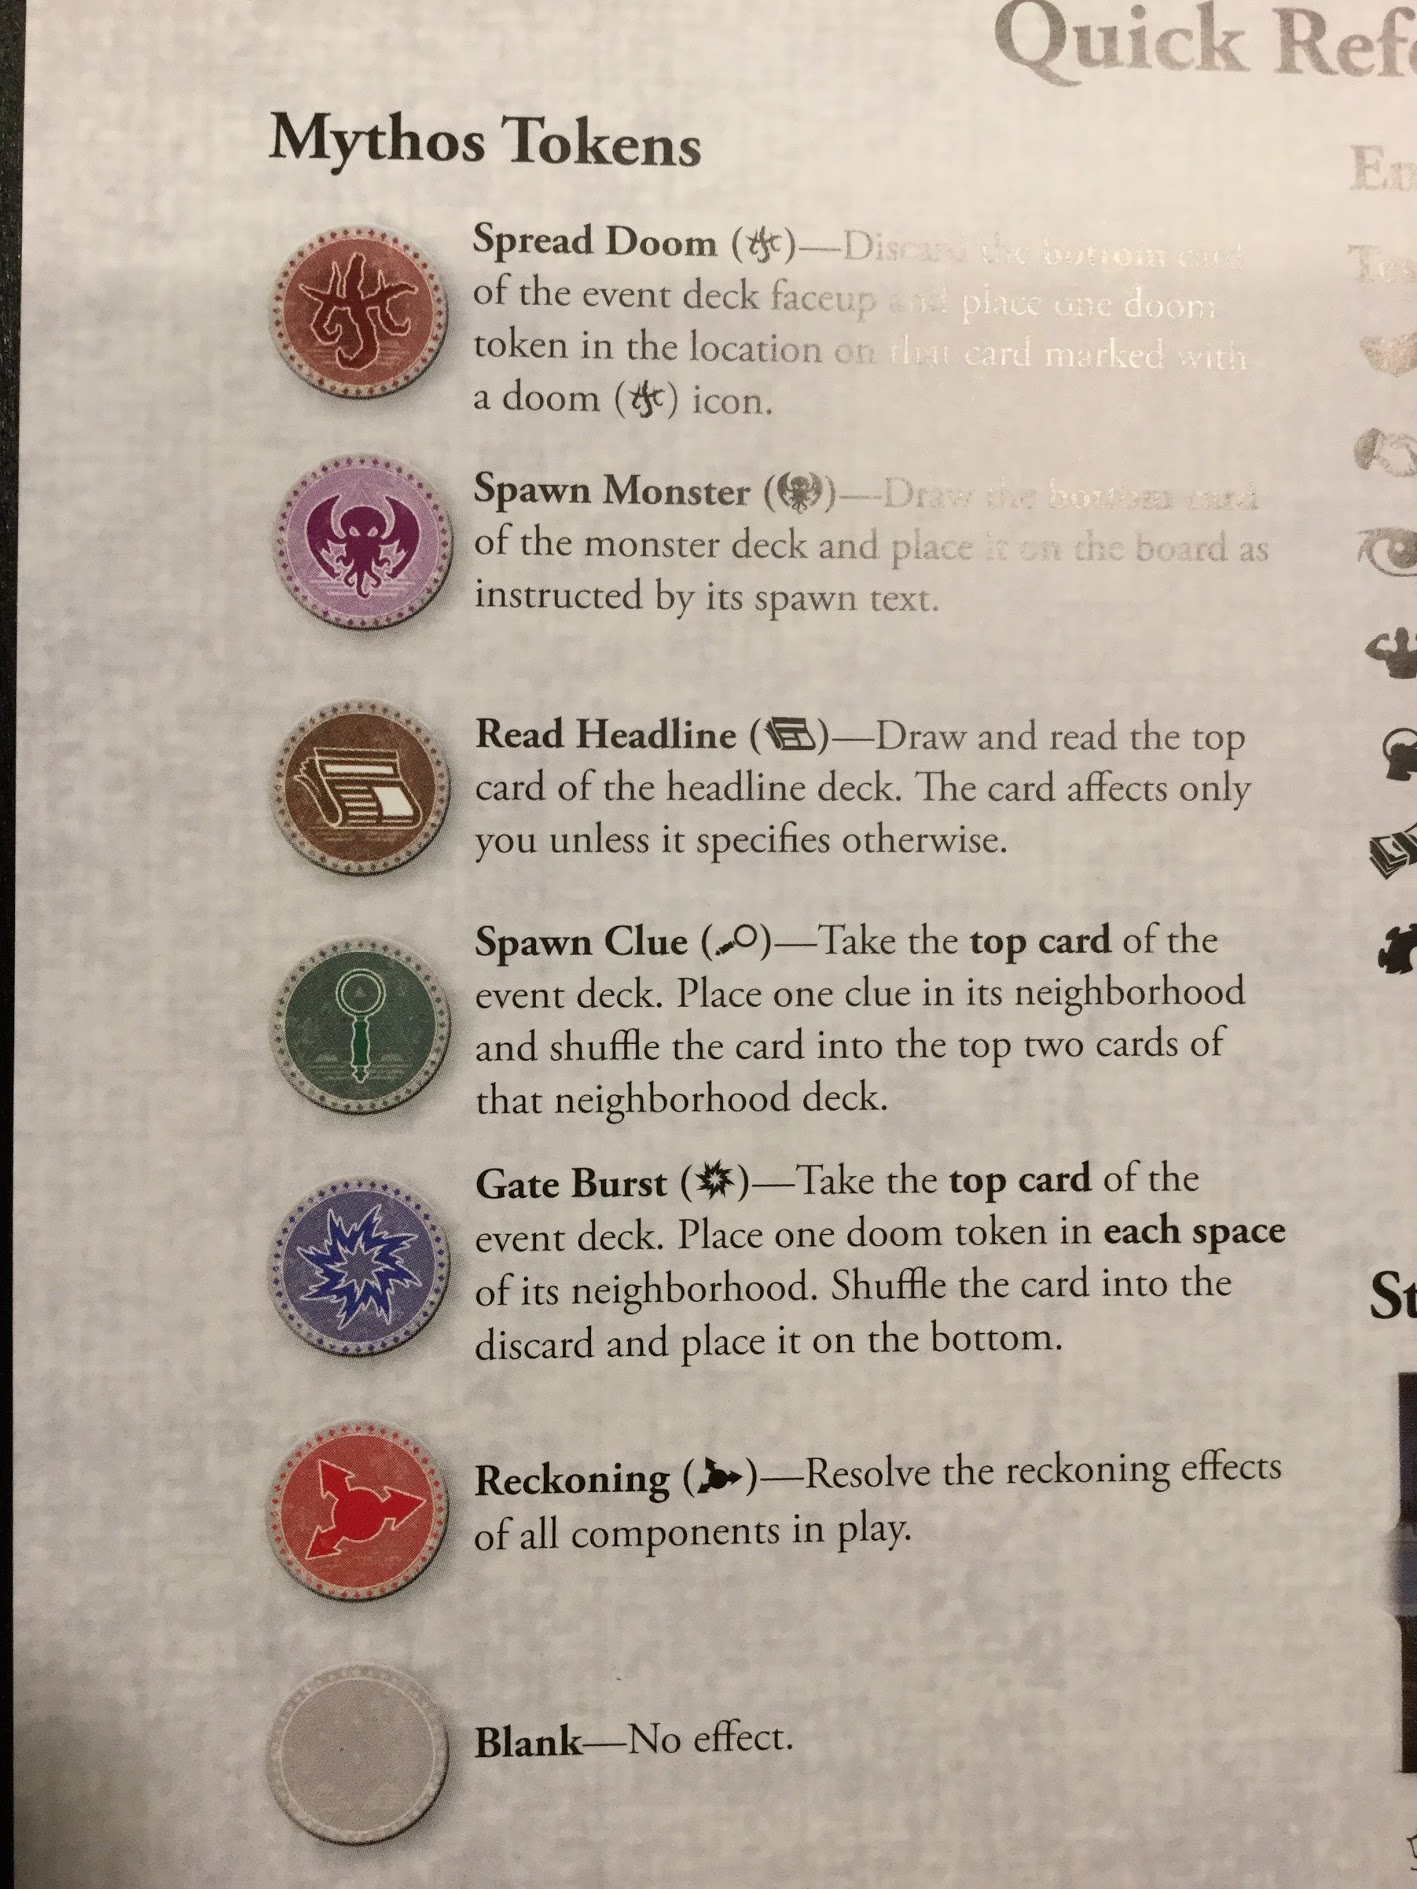 Quick Ref
Mythos Tokens
Spread Doom ()—Discard the bottom card
of the event deck faceup and place one doom
token in the location on that card marked with
a doom () icon.
Spawn Monster ()—Draw the bottom card
of the monster deck and place it on the board as
instructed by its spawn text.
Read Headline ()—Draw and read the top
card of the headline deck. The card affects only
you unless it specifies otherwise.
Spawn Clue ()—Take the top card of the
event deck. Place one clue in its neighborhood
and shuffle the card into the top two cards of
that neighborhood deck.
Gate Burst ()—Take the top card of the
event deck. Place one doom token in each space
of its neighborhood. Shuffle the card into the
discard and place it on the bottom.
Reckoning ()—Resolve the reckoning effects
of all components in play.
Blank—No effect.
En
Tes
St